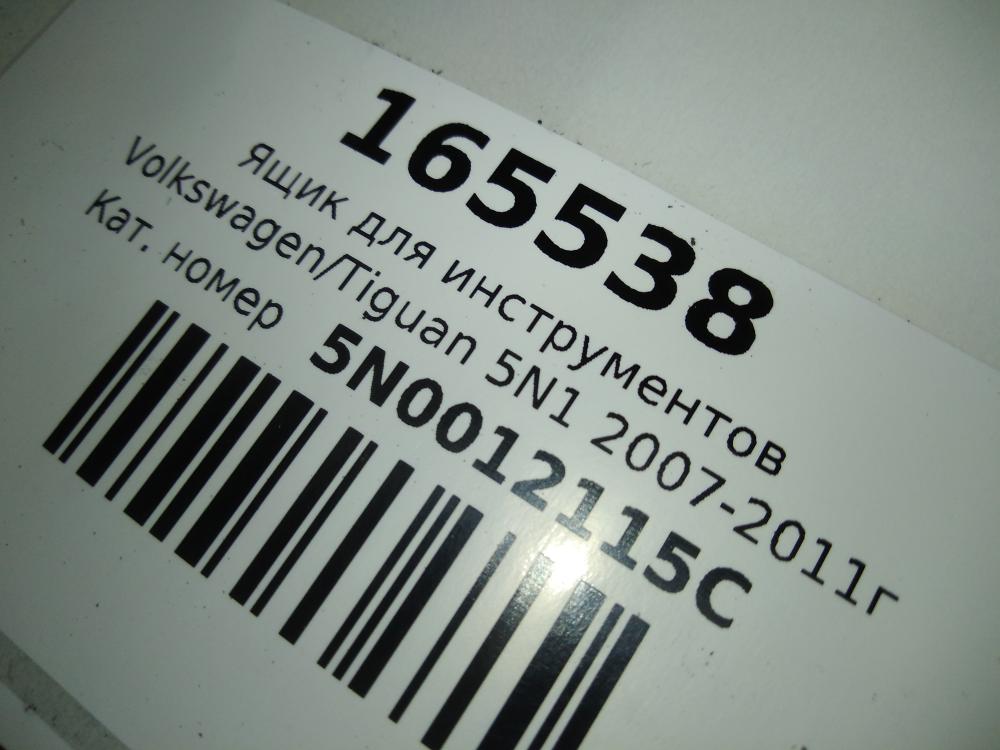 165538
Ящик для инструментов
Volkswagen/Tiguan 5N1 2007-2011г
Кат. номер 5N0012115C